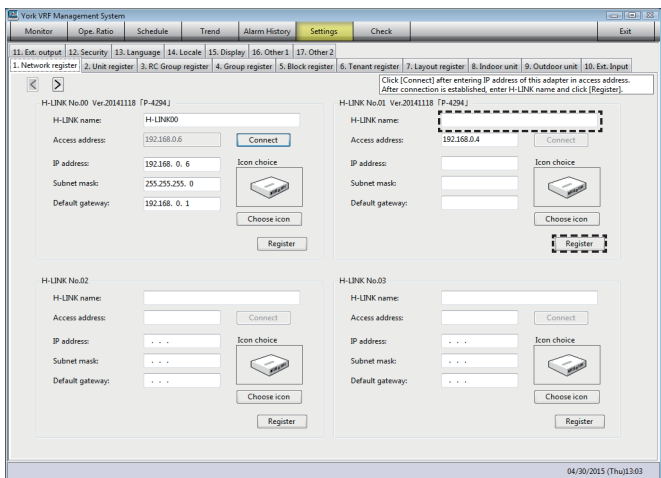 York VRF Management System
Monitor Ope. Ratio Schedule Trend Alarm History Settings Check Exit
11. Ext. output 12. Security 13. Language 14. Locale 15. Display 16. Other1 17. Other2
1. Network register 2. Unit register 3. RC Group register 4. Group register 5. Block register 6. Tenant register 7. Layout register 8. Indoor unit 9. Outdoor unit 10. Ext. Input
< >
Click [Connect] after entering IP address of this adapter in access address.
After connection is established, enter H-LINK name and click [Register].
H-LINK No.00 Ver.20141118 「P-4294」
H-LINK name: H-LINK00
Access address: 192.168.0.6 Connect
IP address: 192.168. 0. 6 Icon choice
Subnet mask: 255.255.255. 0
Default gateway: 192.168. 0. 1
Choose icon
Register
H-LINK No.01 Ver.20141118 「P-4294」
H-LINK name:
Access address: 192.168.0.4 Connect
IP address: Icon choice
Subnet mask:
Default gateway:
Choose icon
Register
H-LINK No.02
H-LINK name:
Access address: Connect
IP address: . . . Icon choice
Subnet mask: . . .
Default gateway: . . .
Choose icon
Register
H-LINK No.03
H-LINK name:
Access address: Connect
IP address: . . . Icon choice
Subnet mask: . . .
Default gateway: . . .
Choose icon
Register
04/30/2015 (Thu)13:03